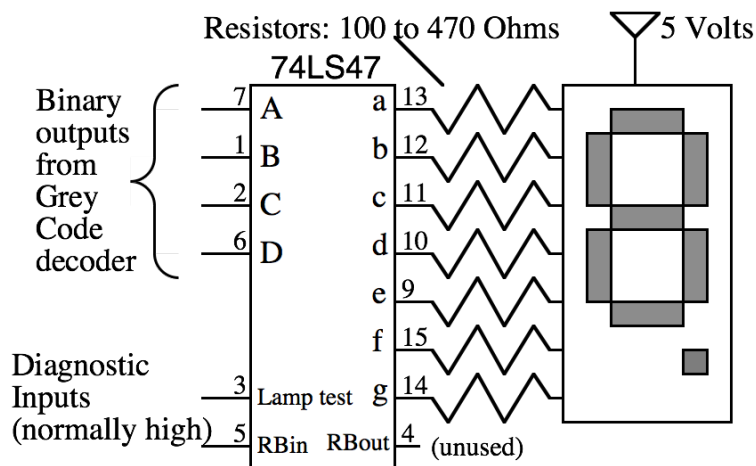 Resistors: 100 to 470 Ohms
5 Volts
74LS47
Binary
outputs
from
Grey
Code
decoder
7 A a 13
1 B b 12
2 C c 11
6 D d 10
e 9
f 15
Diagnostic
Inputs
(normally high)
3 Lamp test g 14
5 RBin RBout 4 (unused)